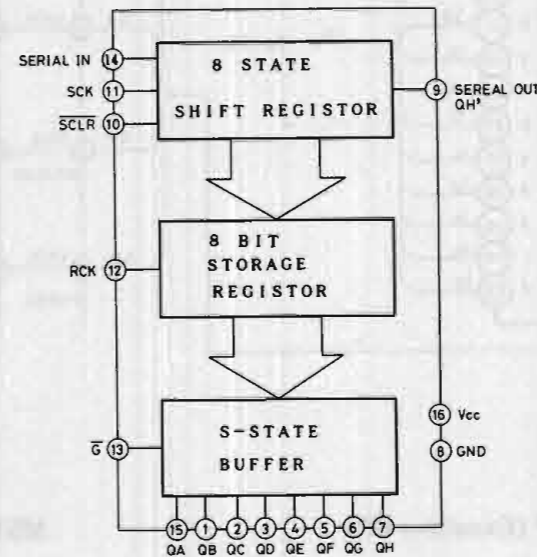 SERIAL IN 14
SCK 11
SCLR 10
8 STATE
SHIFT REGISTOR
9 SEREAL OUT
QH'
RCK 12
8 BIT
STORAGE
REGISTOR
G 13
S-STATE
BUFFER
16 Vcc
8 GND
15 1 2 3 4 5 6 7
QA QB QC QD QE QF QG QH